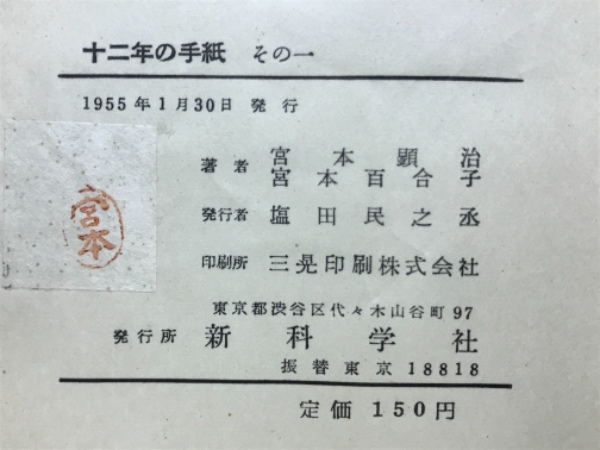 十二年の手紙 その一
1955年1月30日 発行
著者 宮本顕治
宮本百合子
発行者 塩田民之丞
印刷所 三晃印刷株式会社
東京都渋谷区代々木山谷町97
発行所 新科学社
振替東京18818
定価 150円
宮本